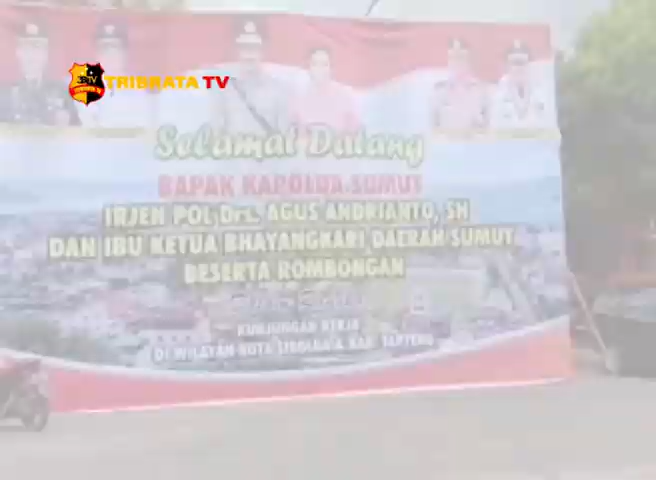 TRIBRATA TV
Selamat Datang
BAPAK KAPOLDA SUMUT
IRJEN POL Drs. AGUS ANDRIANTO, SH
DAN IBU KETUA BHAYANGKARI DAERAH SUMUT
BESERTA ROMBONGAN
KUNJUNGAN KERJA
DI WILAYAH KOTA SIBOLGA & KAB. TAPTENG